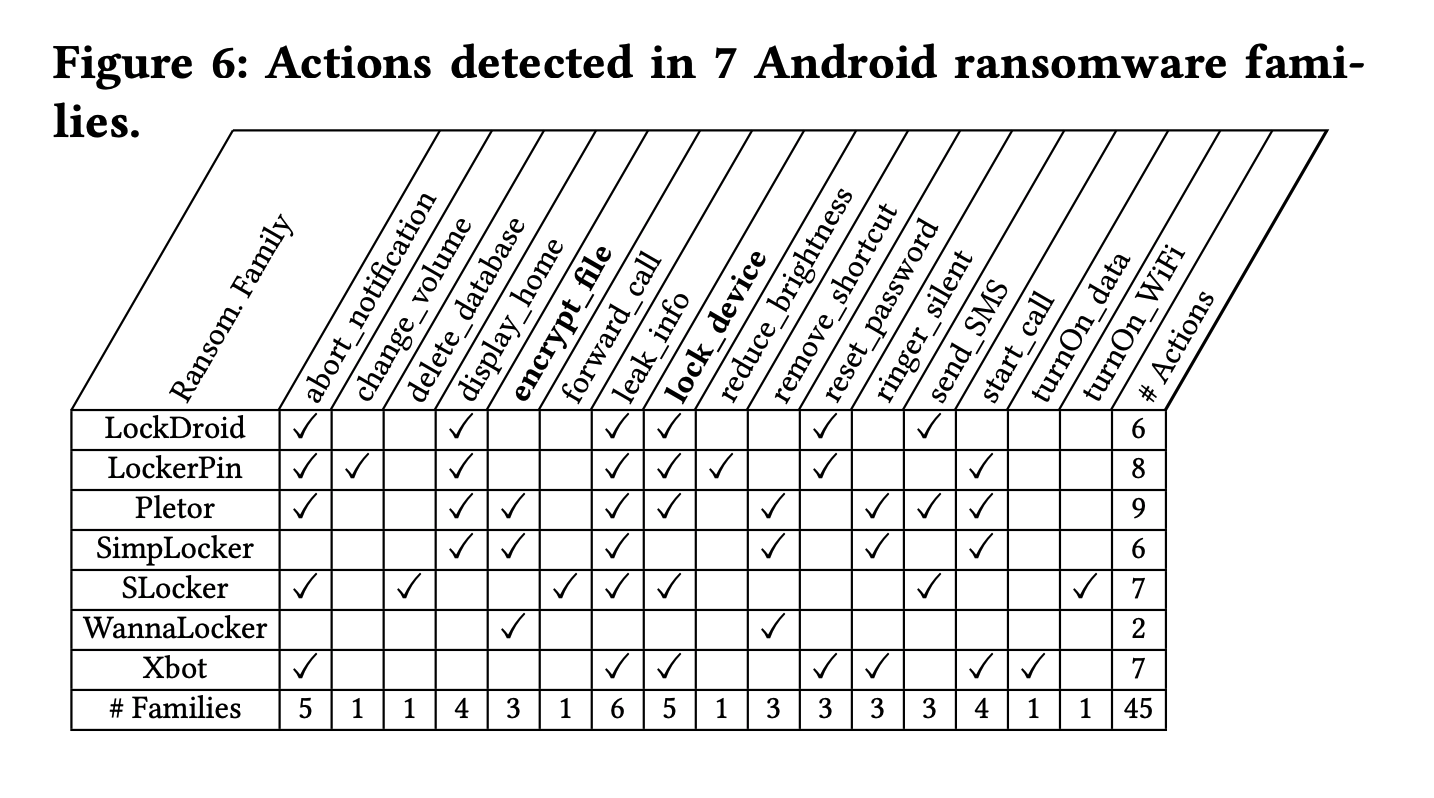 Figure 6: Actions detected in 7 Android ransomware fami-
lies.
Ransom. Family abort_notification change_volume delete_database display_home encrypt_file forward_call leak_info lock_device reduce_brightness remove_shortcut reset_password ringer_silent send_SMS start_call turnOn_data turnOn_WiFi # Actions
LockDroid ✓ ✓ ✓ ✓ ✓ ✓ 6
LockerPin ✓ ✓ ✓ ✓ ✓ ✓ ✓ ✓ 8
Pletor ✓ ✓ ✓ ✓ ✓ ✓ ✓ ✓ ✓ 9
SimpLocker ✓ ✓ ✓ ✓ ✓ ✓ 6
SLocker ✓ ✓ ✓ ✓ ✓ ✓ ✓ 7
WannaLocker ✓ ✓ 2
Xbot ✓ ✓ ✓ ✓ ✓ ✓ ✓ 7
# Families 5 1 1 4 3 1 6 5 1 3 3 3 3 4 1 1 45